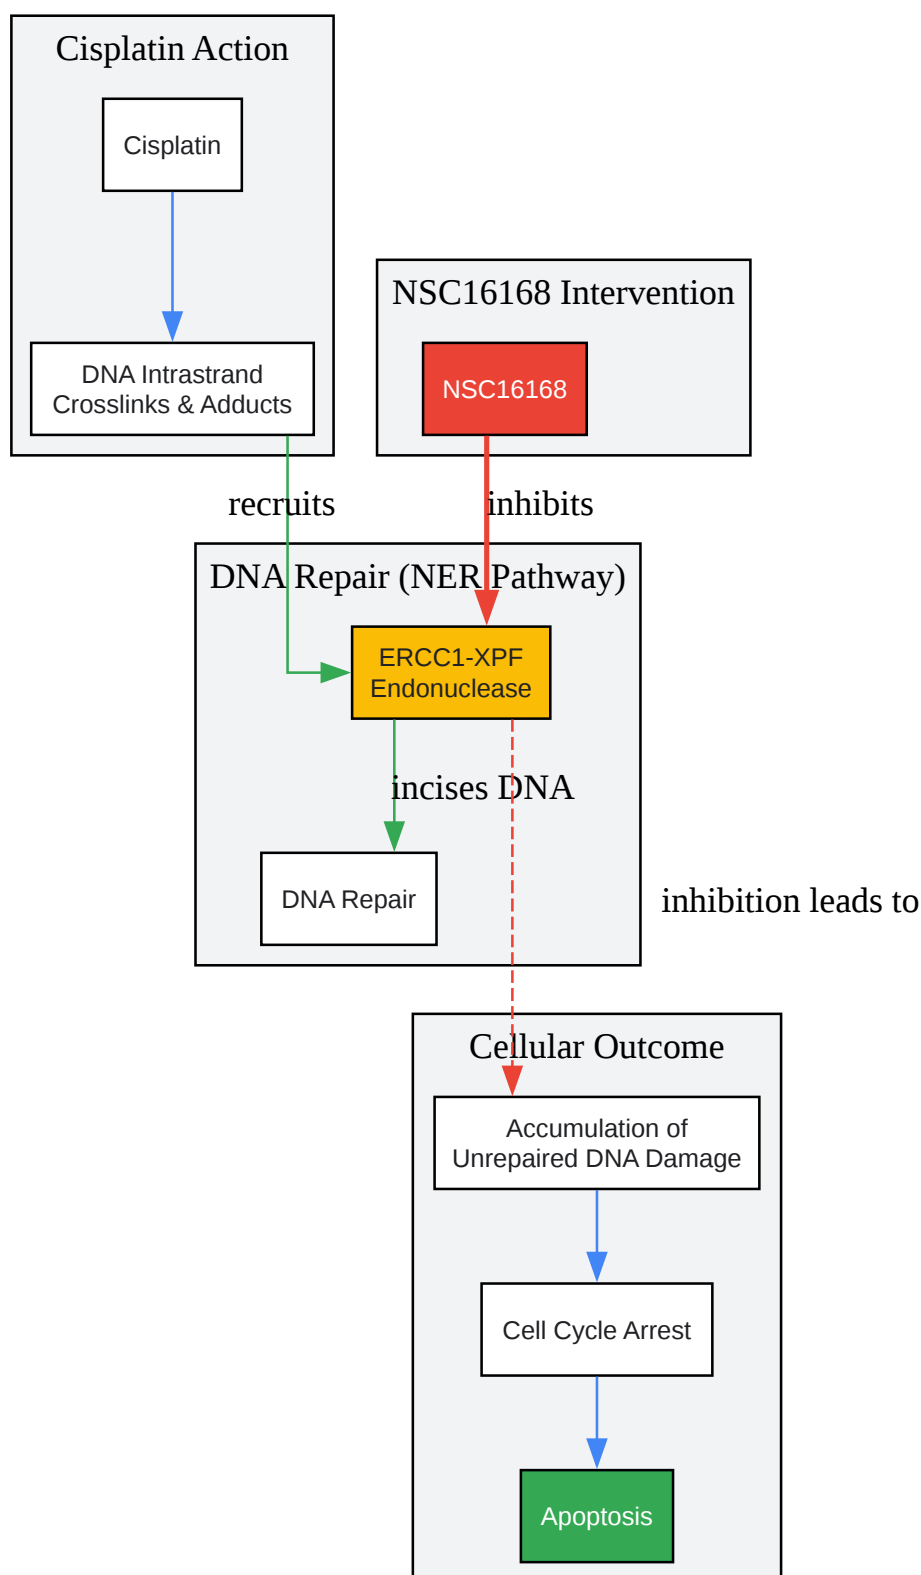 Cisplatin Action
Cisplatin
DNA Intrastrand
Crosslinks & Adducts
NSC16168 Intervention
NSC16168
recruits
inhibits
DNA Repair (NER Pathway)
ERCC1-XPF
Endonuclease
incises DNA
DNA Repair
inhibition leads to
Cellular Outcome
Accumulation of
Unrepaired DNA Damage
Cell Cycle Arrest
Apoptosis